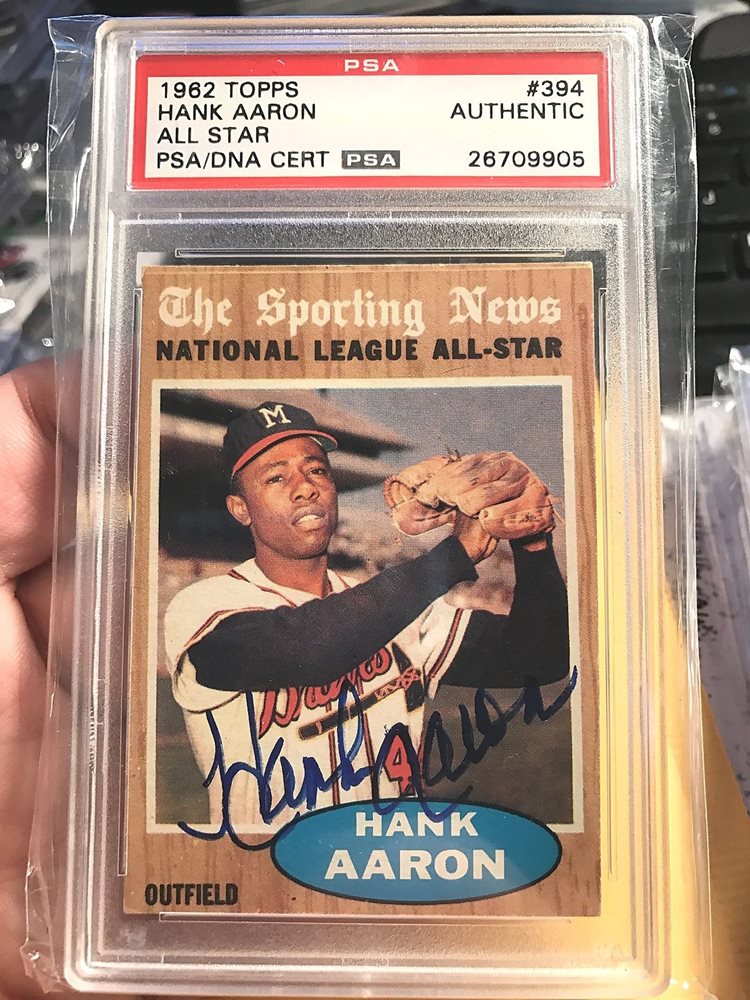 PSA
1962 TOPPS #394
HANK AARON AUTHENTIC
ALL STAR
PSA/DNA CERT PSA 26709905
The Sporting News
NATIONAL LEAGUE ALL-STAR
M
Braves
4
Hank Aaron
HANK
AARON
OUTFIELD